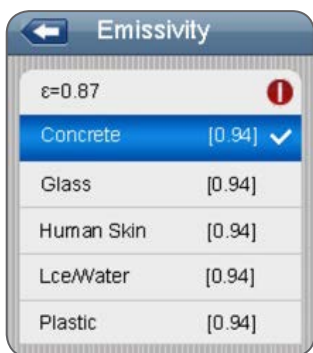 Emissivity
ε=0.87
Concrete [0.94]
Glass [0.94]
Human Skin [0.94]
Lce/Water [0.94]
Plastic [0.94]